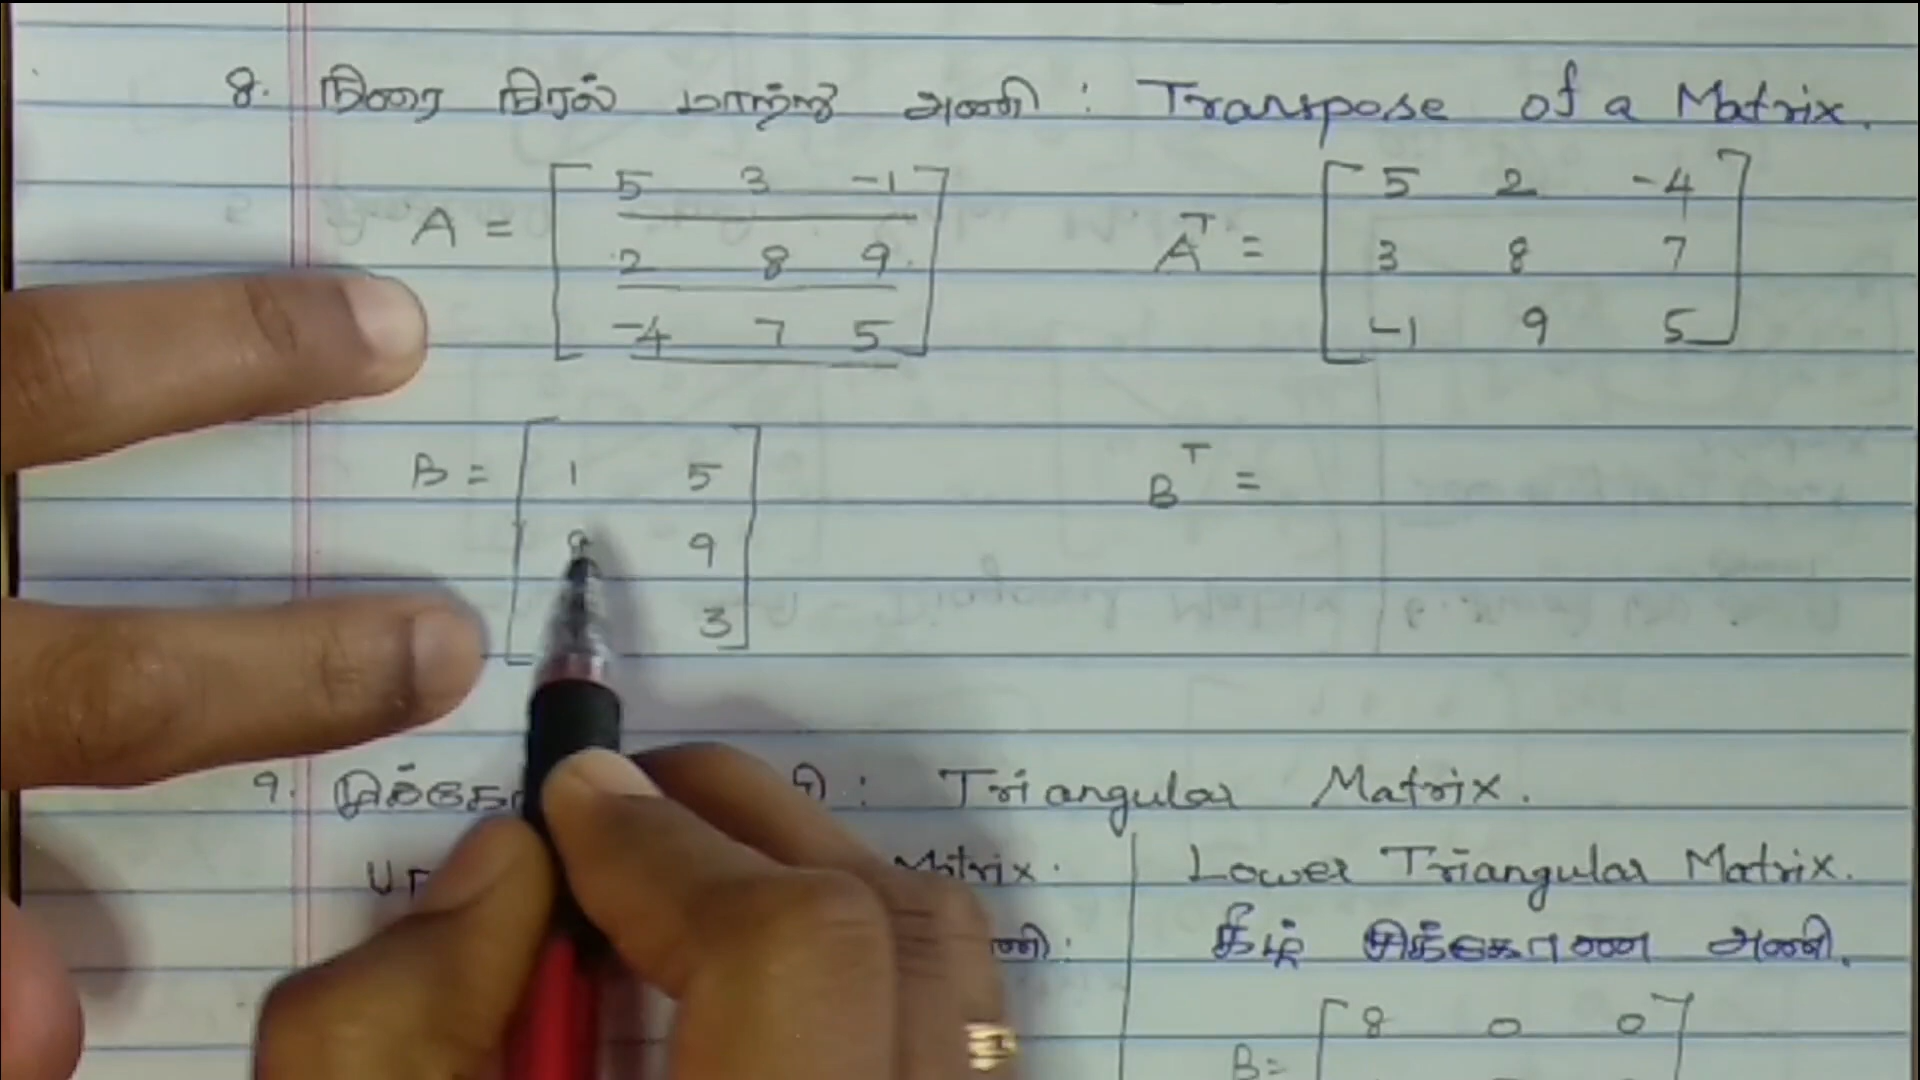 8. நிரை நிரல் மாற்று அணி : Transpose of a Matrix.
A = [ 5 3 -1
2 8 9
-4 7 5 ]
Aᵀ = [ 5 2 -4
3 8 7
-1 9 5 ]
B = [ 1 5
9
3 ]
Bᵀ =
9. : Triangular Matrix.
Matrix.
Lower Triangular Matrix.
கீழ் முக்கோண அணி.
B = [ 8 0 0 ]